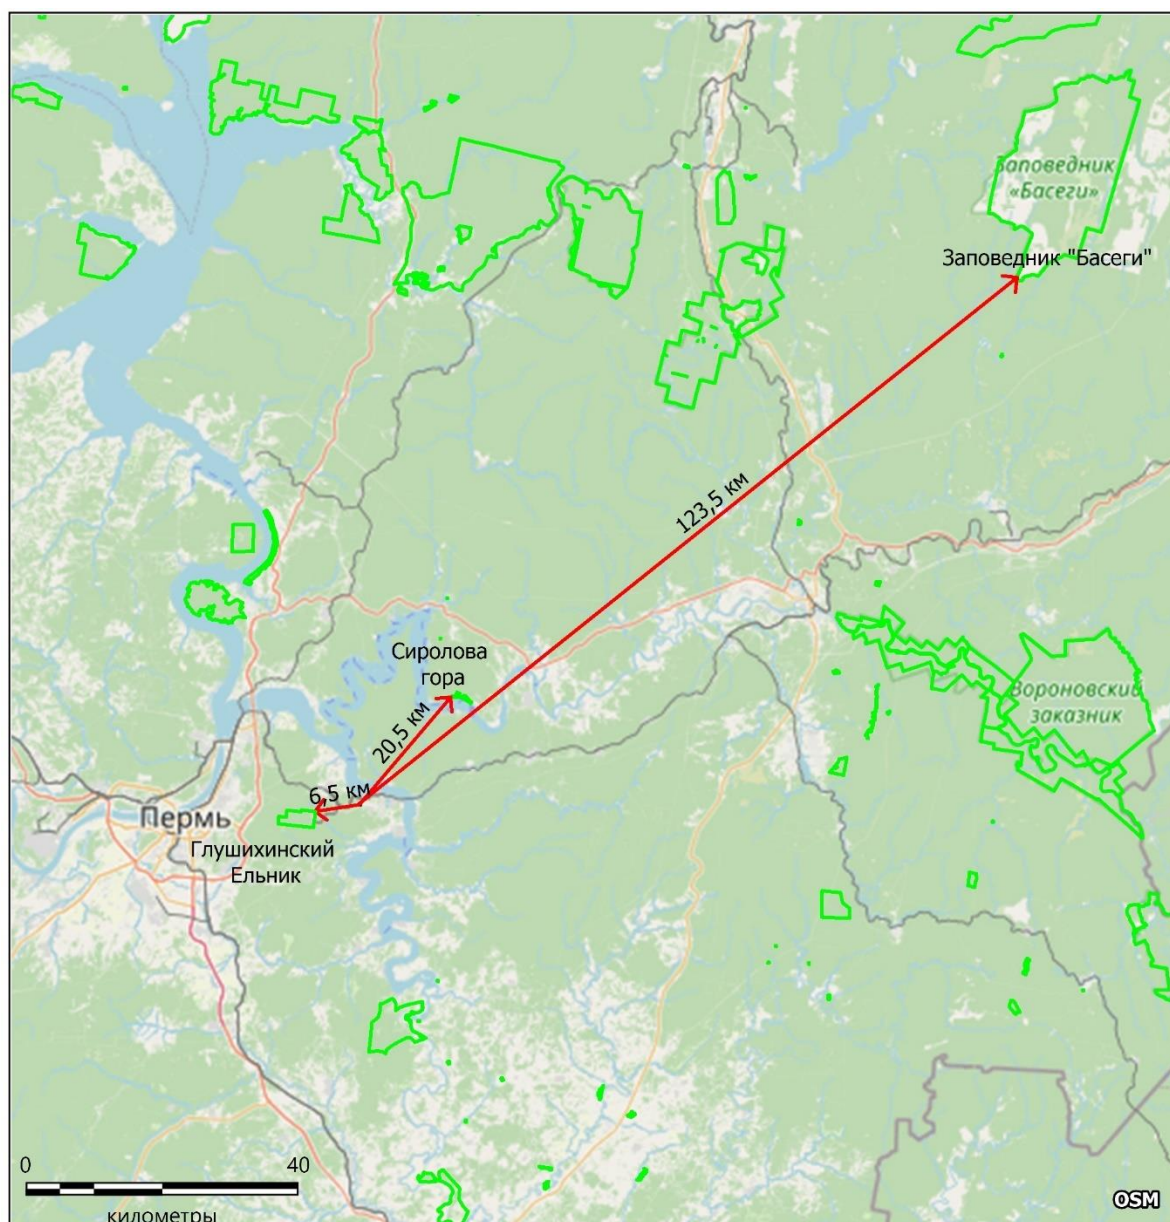 Заповедник
«Басеги»
Заповедник "Басеги"
123,5 км
Сиролова
гора
20,5 км
Вороновский
заказник
6,5 км
Пермь
Глушихинский
Ельник
0 40
километры
OSM